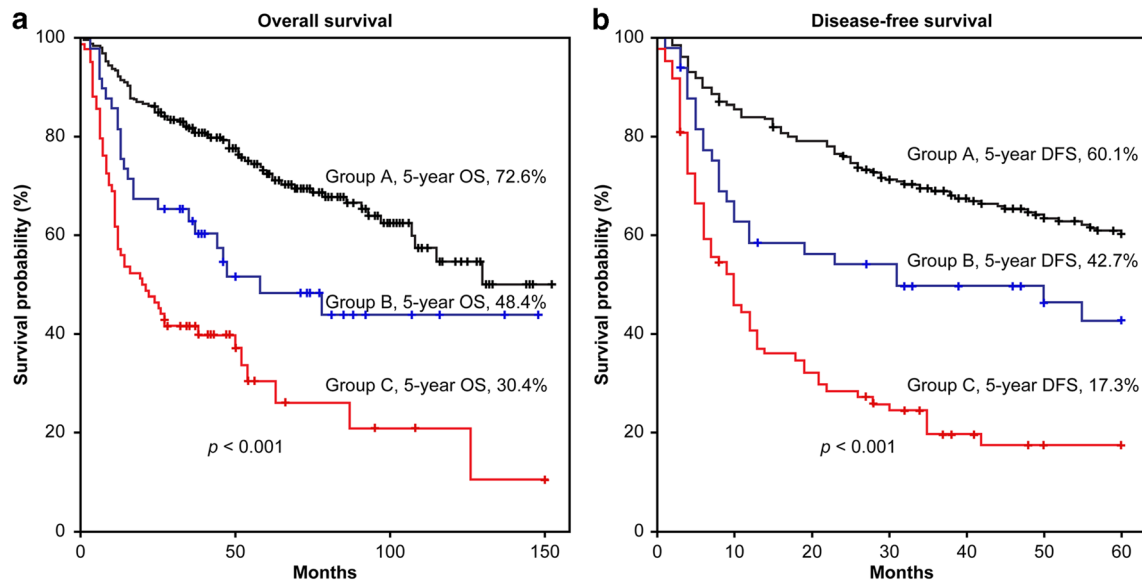 a
Overall survival
100
80
60
40
20
0
Survival probability (%)
Group A, 5-year OS, 72.6%
Group B, 5-year OS, 48.4%
Group C, 5-year OS, 30.4%
p < 0.001
0
50
100
150
Months
b
Disease-free survival
100
80
60
40
20
0
Survival probability (%)
Group A, 5-year DFS, 60.1%
Group B, 5-year DFS, 42.7%
Group C, 5-year DFS, 17.3%
p < 0.001
0
10
20
30
40
50
60
Months